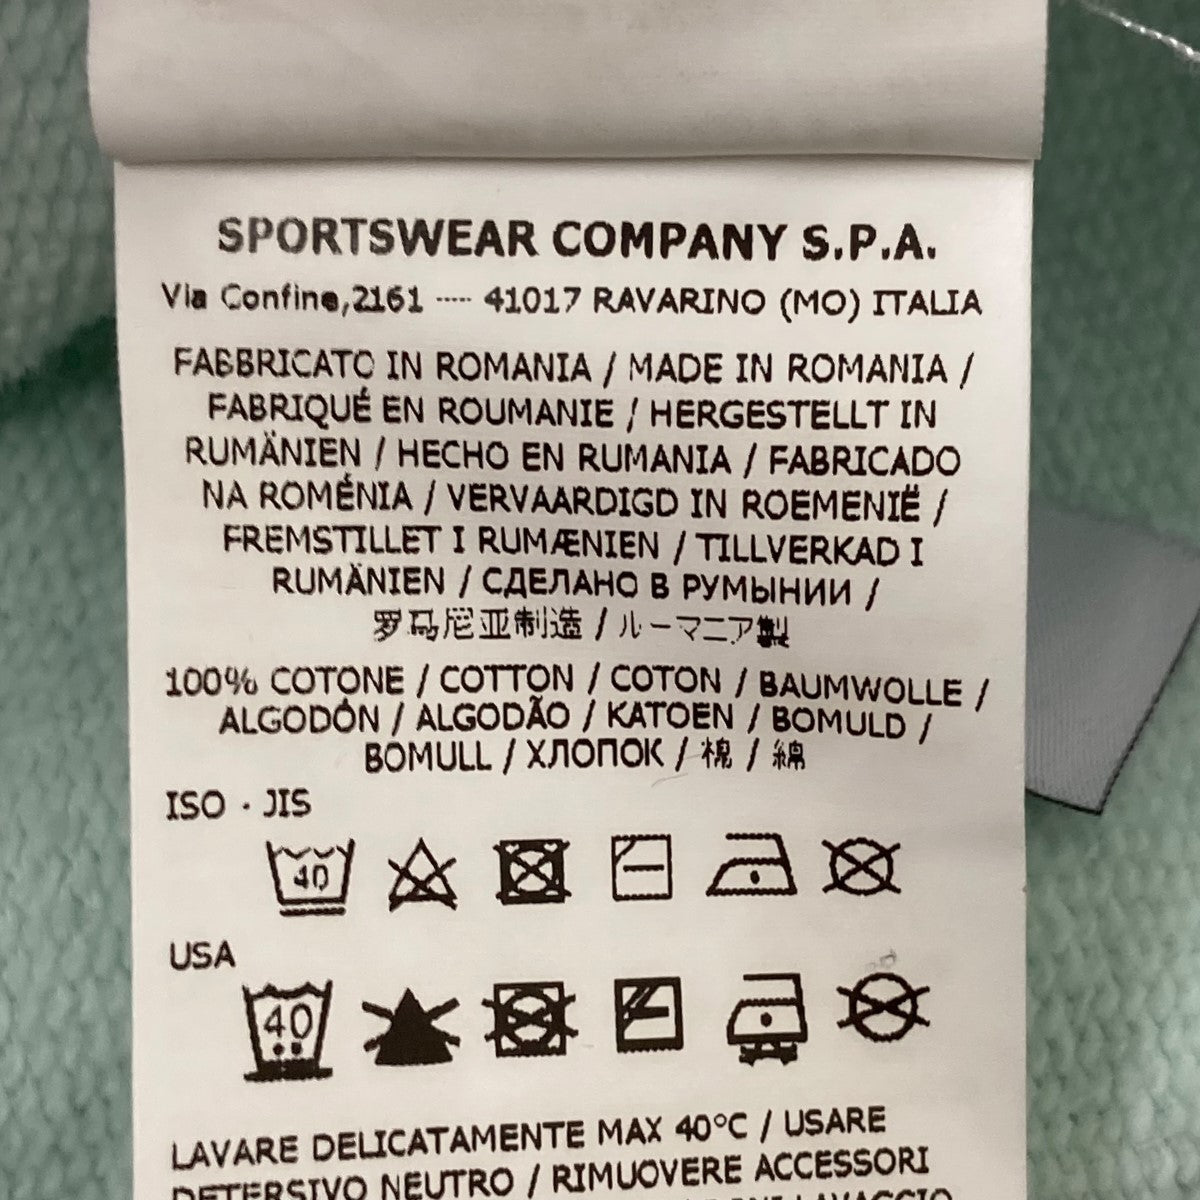 SPORTSWEAR COMPANY S.P.A.
Via Confine,2161 ----- 41017 RAVARINO (MO) ITALIA
FABBRICATO IN ROMANIA / MADE IN ROMANIA /
FABRIQUÉ EN ROUMANIE / HERGESTELLT IN
RUMÄNIEN / HECHO EN RUMANIA / FABRICADO
NA ROMÉNIA / VERVAARDIGD IN ROEMENIË /
FREMSTILLET I RUMÆNIEN / TILLVERKAD I
RUMÄNIEN / СДЕЛАНО В РУМЫНИИ /
罗马尼亚制造 / ルーマニア製
100% COTONE / COTTON / COTON / BAUMWOLLE /
ALGODÓN / ALGODÃO / KATOEN / BOMULD /
BOMULL / ХЛОПОК / 棉 / 綿
ISO · JIS
40
USA
40
LAVARE DELICATAMENTE MAX 40°C / USARE
DETERSIVO NEUTRO / RIMUOVERE ACCESSORI
LAVAGGIO